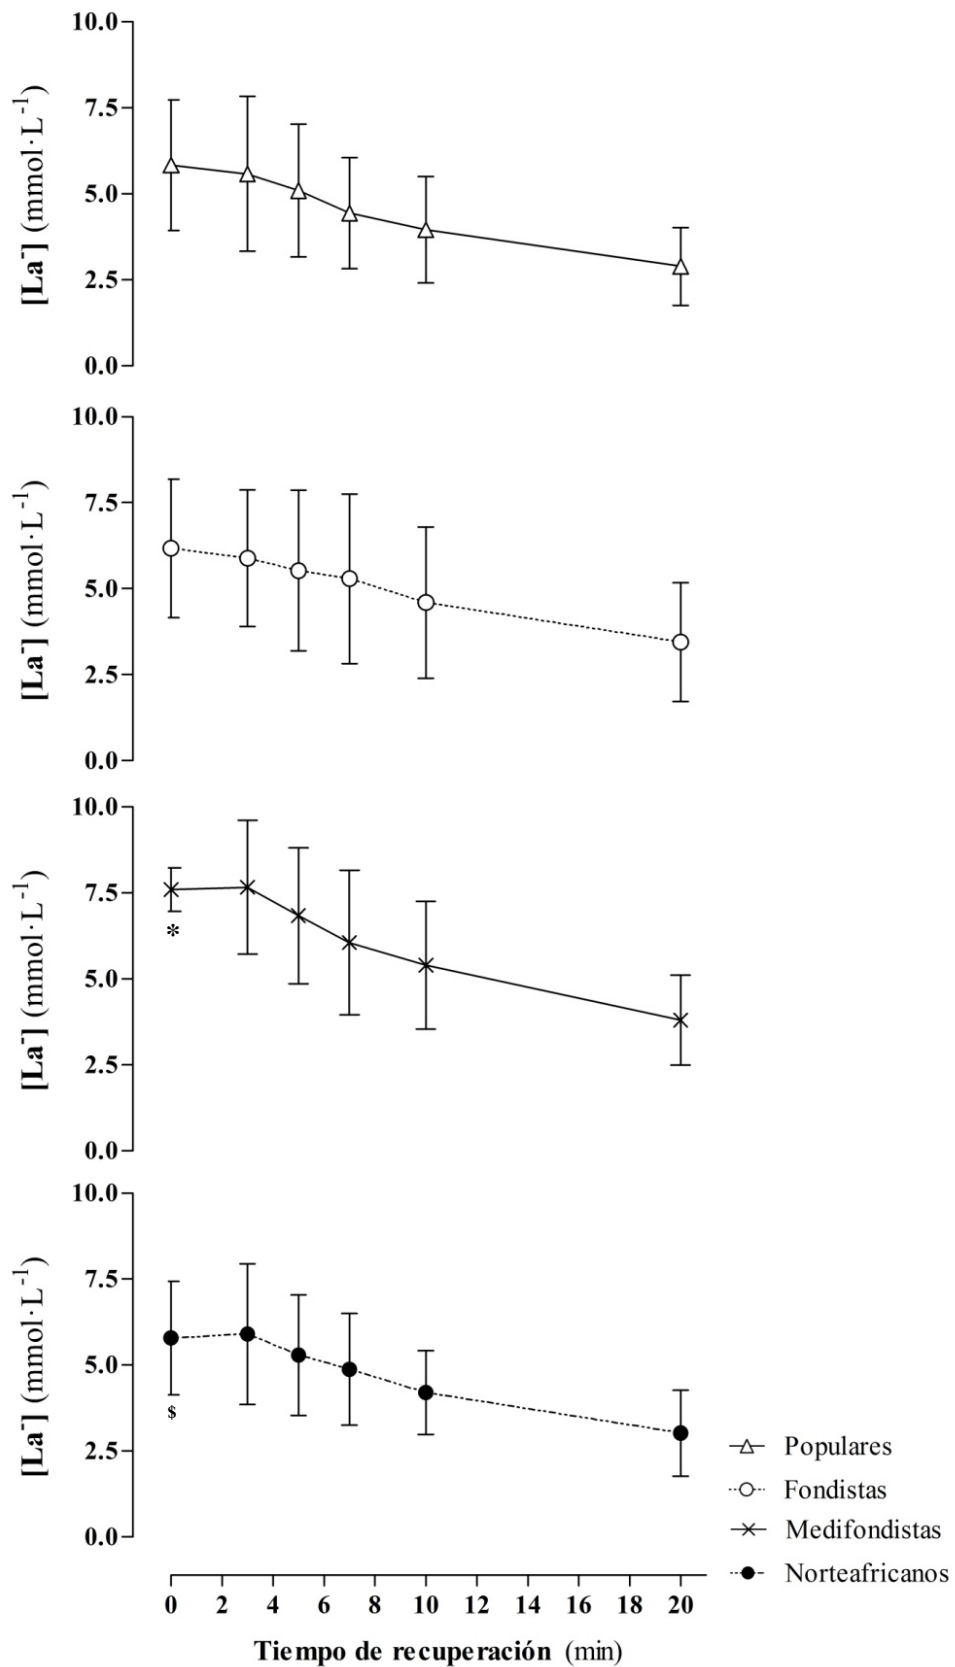 10.0
7.5
5.0
2.5
0.0
[La⁻] (mmol·L⁻¹)
10.0
7.5
5.0
2.5
0.0
[La⁻] (mmol·L⁻¹)
10.0
7.5
5.0
2.5
0.0
[La⁻] (mmol·L⁻¹)
*
10.0
7.5
5.0
2.5
0.0
[La⁻] (mmol·L⁻¹)
$
Populares
Fondistas
Medifondistas
Norteafricanos
0 2 4 6 8 10 12 14 16 18 20
Tiempo de recuperación (min)